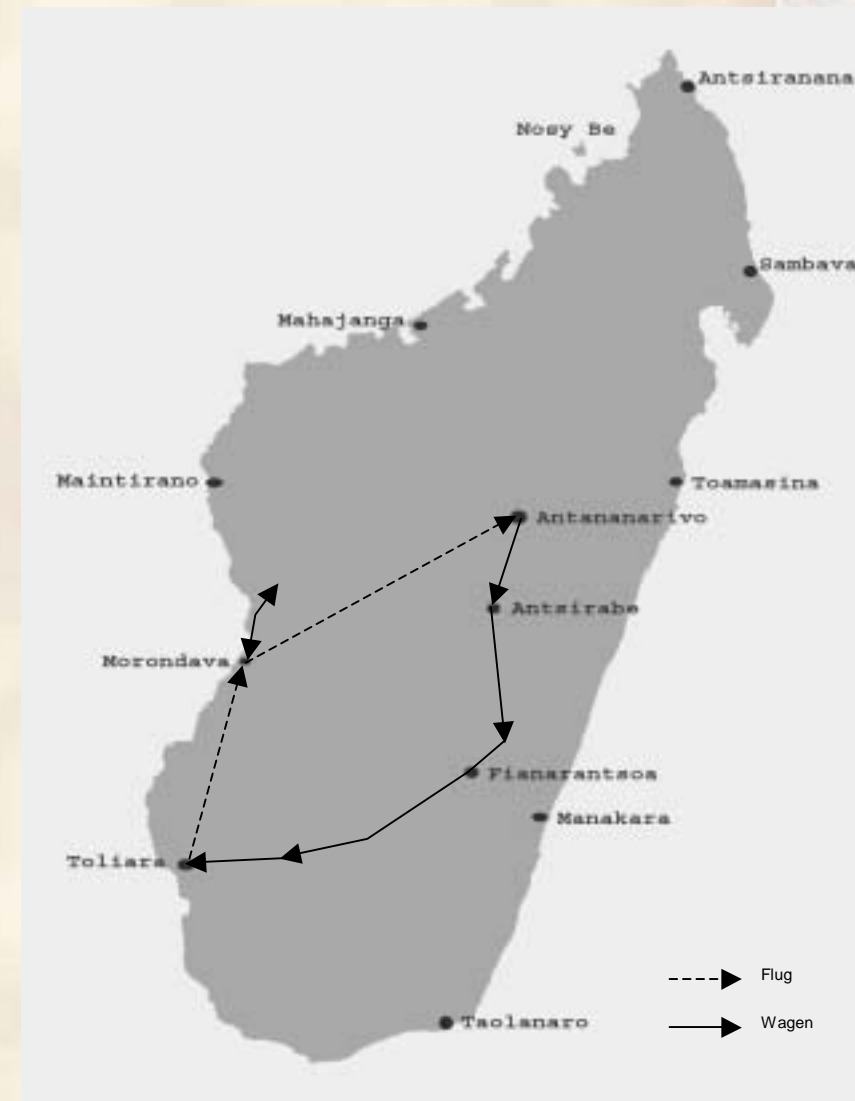 Antsiranana
Nosy Be
Sambava
Mahajanga
Maintirano
Toamasina
Antananarivo
Antsirabe
Morondava
Fianarantsoa
Manakara
Toliara
Flug
Taolanaro
Wagen